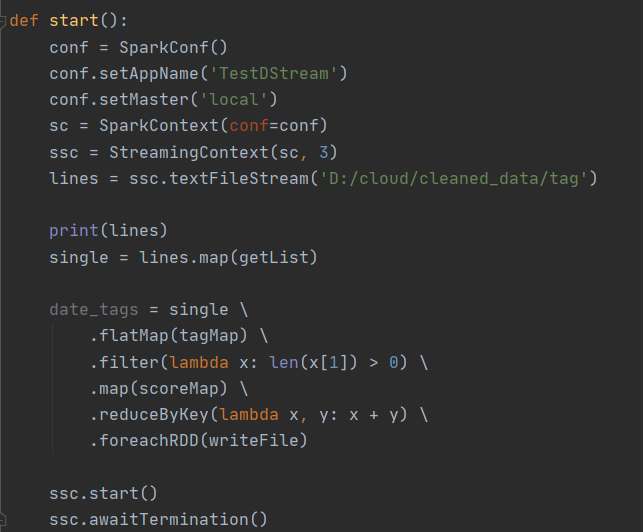 def start():
    conf = SparkConf()
    conf.setAppName('TestDStream')
    conf.setMaster('local')
    sc = SparkContext(conf=conf)
    ssc = StreamingContext(sc, 3)
    lines = ssc.textFileStream('D:/cloud/cleaned_data/tag')

    print(lines)
    single = lines.map(getList)

    date_tags = single \
        .flatMap(tagMap) \
        .filter(lambda x: len(x[1]) > 0) \
        .map(scoreMap) \
        .reduceByKey(lambda x, y: x + y) \
        .foreachRDD(writeFile)

    ssc.start()
    ssc.awaitTermination()